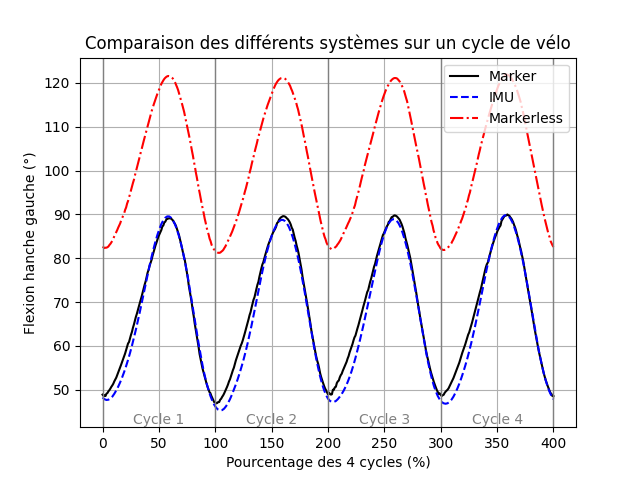 Comparaison des différents systèmes sur un cycle de vélo
Marker
IMU
Markerless
Flexion hanche gauche (°)
120
110
100
90
80
70
60
50
Cycle 1 Cycle 2 Cycle 3 Cycle 4
0 50 100 150 200 250 300 350 400
Pourcentage des 4 cycles (%)